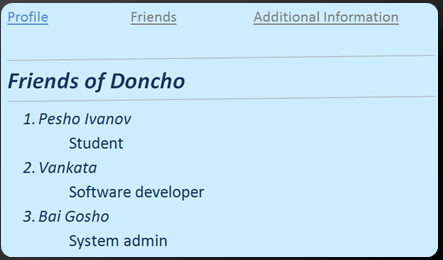 Profile Friends Additional Information
Friends of Doncho
1. Pesho Ivanov
Student
2. Vankata
Software developer
3. Bai Gosho
System admin